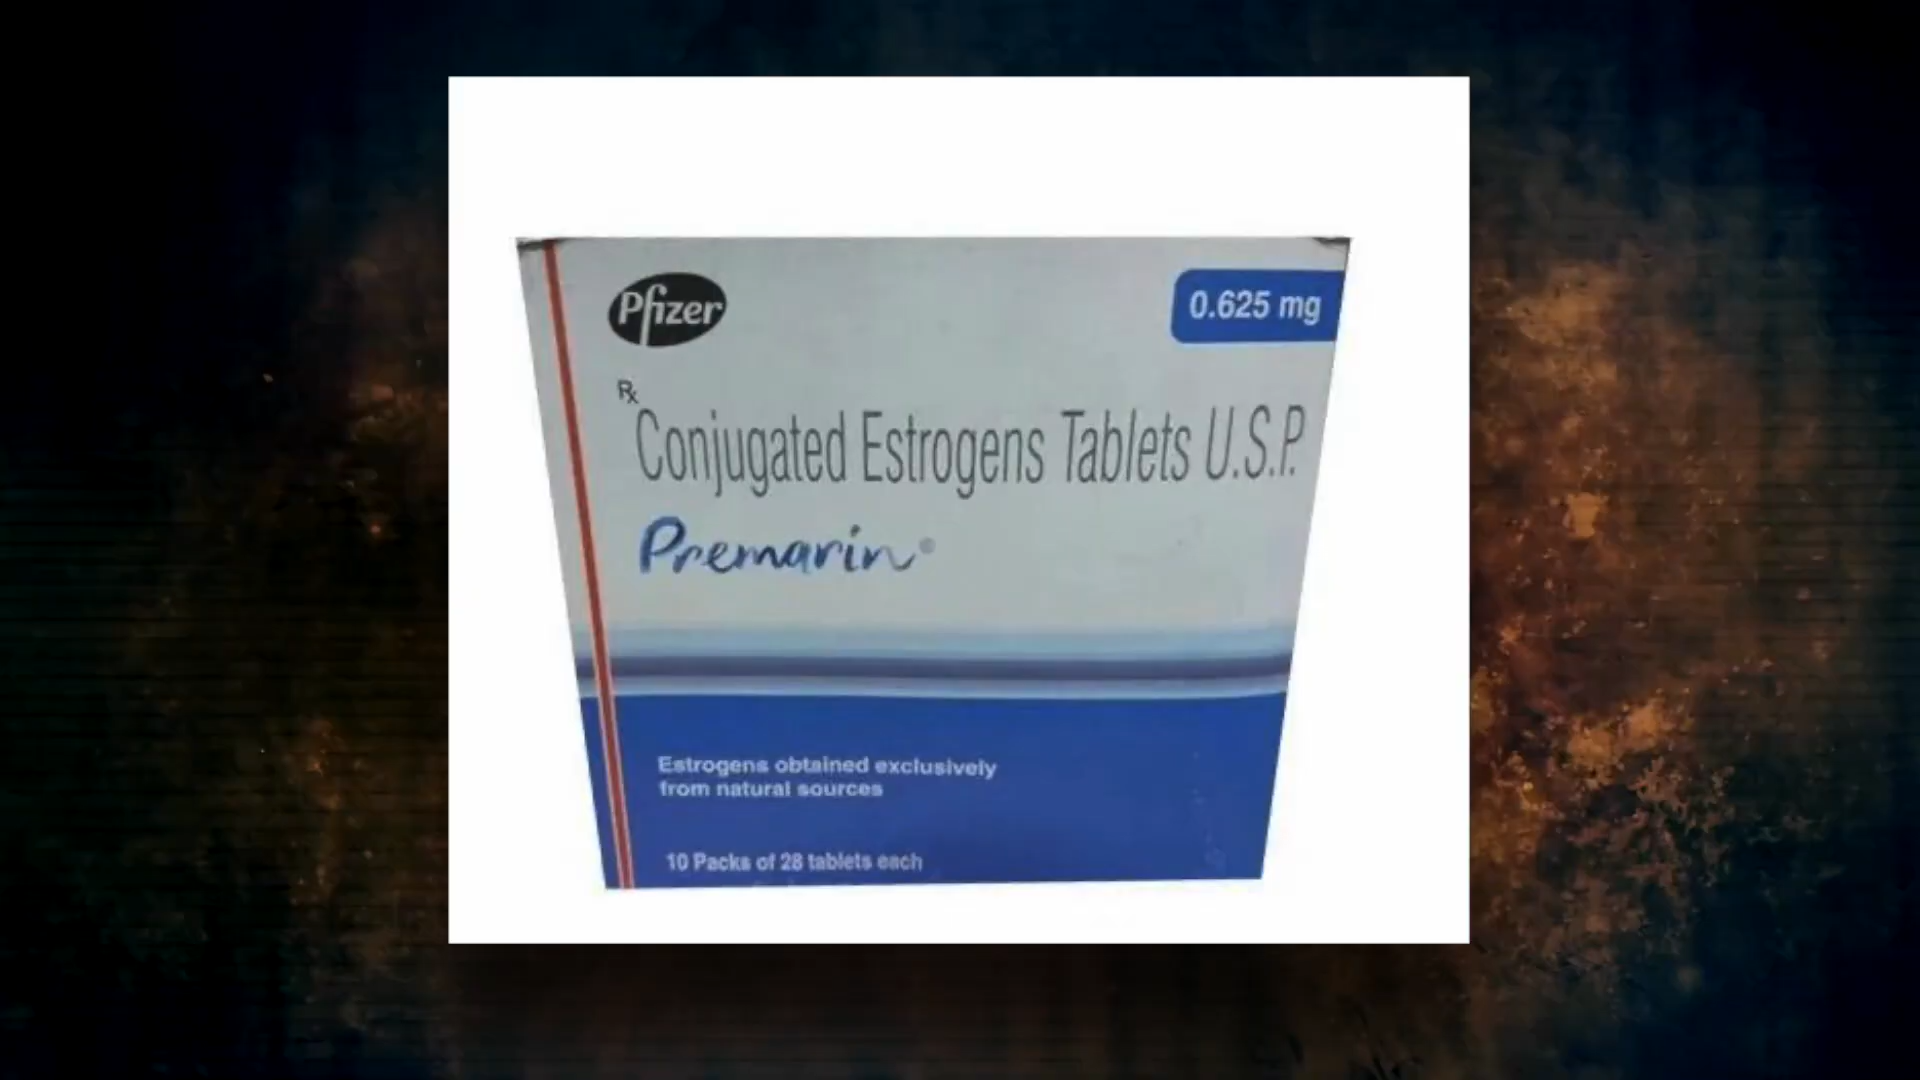 Pfizer
0.625 mg
Rx
Conjugated Estrogens Tablets U.S.P.
Premarin®
Estrogens obtained exclusively
from natural sources
10 Packs of 28 tablets each